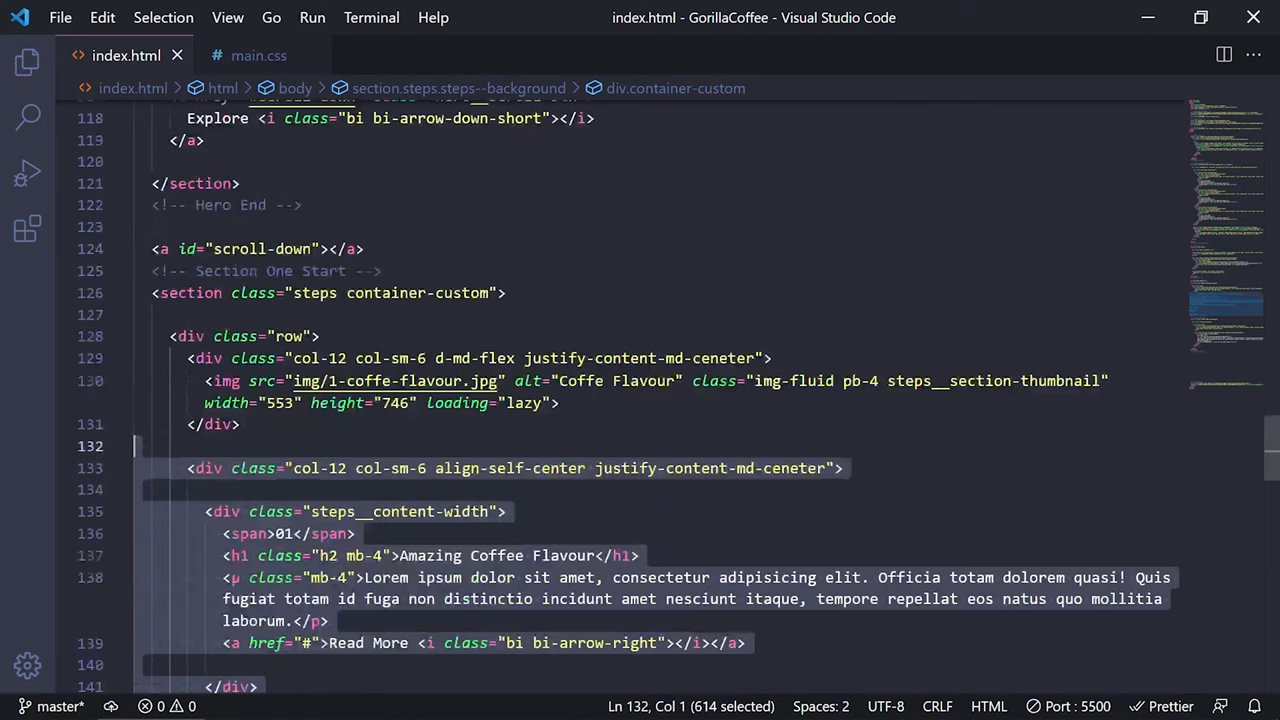 File Edit Selection View Go Run Terminal Help index.html - GorillaCoffee - Visual Studio Code
index.html main.css
index.html > html > body > section.steps.steps--background > div.container-custom
118 Explore <i class="bi bi-arrow-down-short"></i>
119 </a>
120
121 </section>
122 <!-- Hero End -->
123
124 <a id="scroll-down"></a>
125 <!-- Section One Start -->
126 <section class="steps container-custom">
127
128 <div class="row">
129 <div class="col-12 col-sm-6 d-md-flex justify-content-md-ceneter">
130 <img src="img/1-coffe-flavour.jpg" alt="Coffe Flavour" class="img-fluid pb-4 steps__section-thumbnail"
width="553" height="746" loading="lazy">
131 </div>
132
133 <div class="col-12 col-sm-6 align-self-center justify-content-md-ceneter">
134
135 <div class="steps__content-width">
136 <span>01</span>
137 <h1 class="h2 mb-4">Amazing Coffee Flavour</h1>
138 <p class="mb-4">Lorem ipsum dolor sit amet, consectetur adipisicing elit. Officia totam dolorem quasi! Quis
fugiat totam id fuga non distinctio incidunt amet nesciunt itaque, tempore repellat eos natus quo mollitia
laborum.</p>
139 <a href="#">Read More <i class="bi bi-arrow-right"></i></a>
140
141 </div>
master* 0 0 Ln 132, Col 1 (614 selected) Spaces: 2 UTF-8 CRLF HTML Port : 5500 Prettier